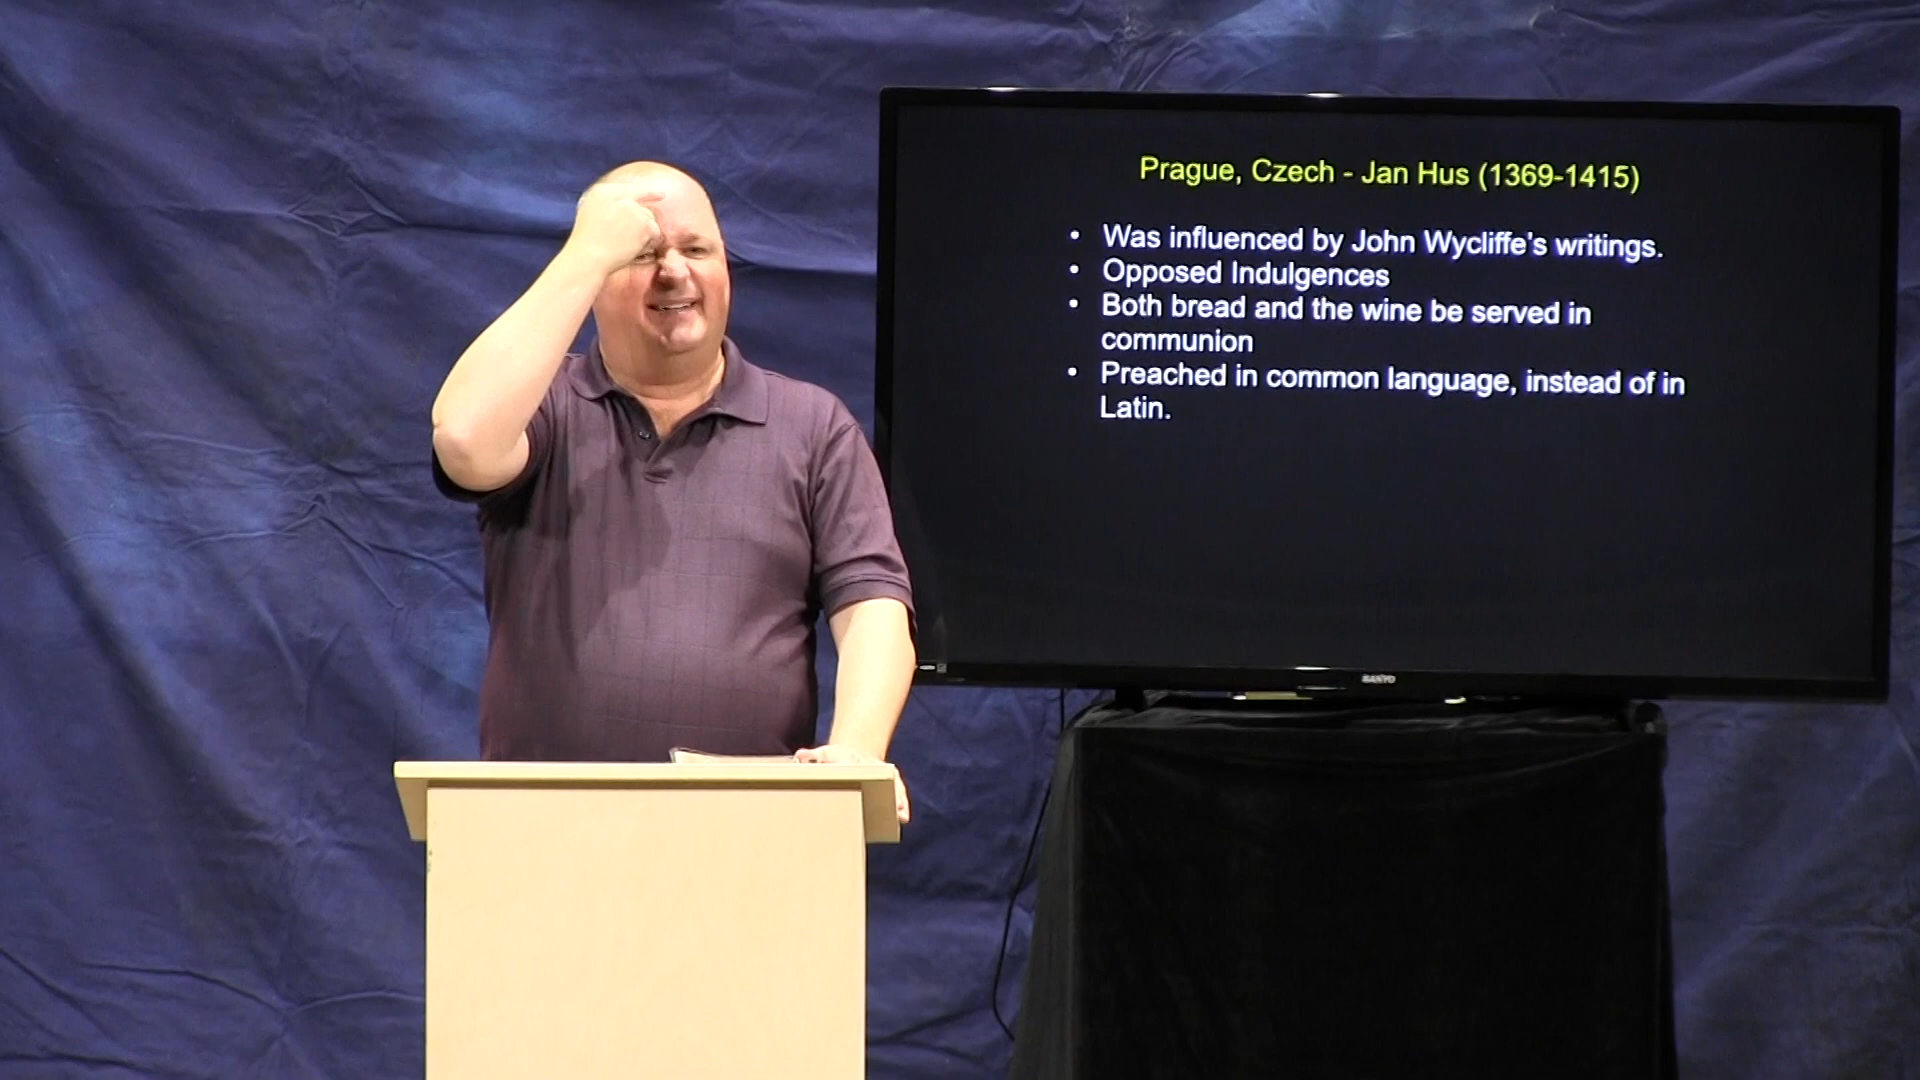 Prague, Czech - Jan Hus (1369-1415)
• Was influenced by John Wycliffe's writings.
• Opposed Indulgences
• Both bread and the wine be served in
communion
• Preached in common language, instead of in
Latin.
SANYO